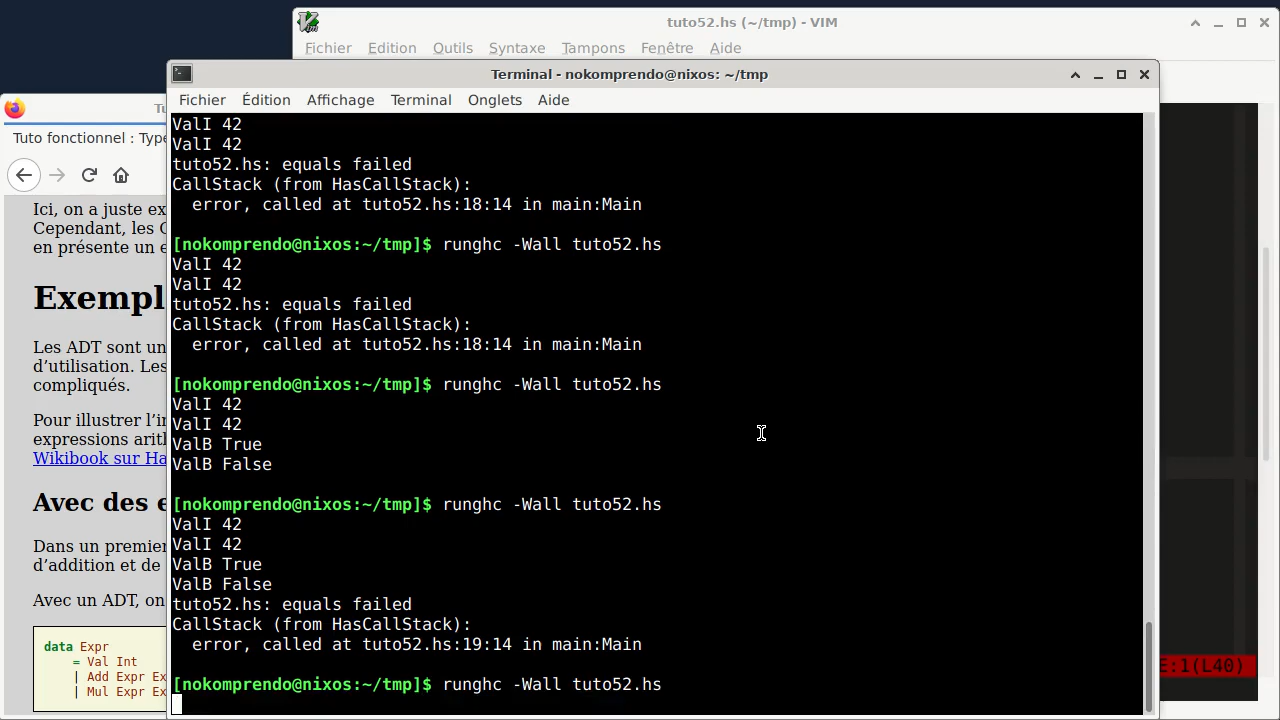 tuto52.hs (~/tmp) - VIM
Fichier Edition Outils Syntaxe Tampons Fenêtre Aide
Terminal - nokomprendo@nixos: ~/tmp
Fichier Édition Affichage Terminal Onglets Aide
ValI 42
ValI 42
tuto52.hs: equals failed
CallStack (from HasCallStack):
  error, called at tuto52.hs:18:14 in main:Main
[nokomprendo@nixos:~/tmp]$ runghc -Wall tuto52.hs
ValI 42
ValI 42
tuto52.hs: equals failed
CallStack (from HasCallStack):
  error, called at tuto52.hs:18:14 in main:Main
[nokomprendo@nixos:~/tmp]$ runghc -Wall tuto52.hs
ValI 42
ValI 42
ValB True
ValB False
[nokomprendo@nixos:~/tmp]$ runghc -Wall tuto52.hs
ValI 42
ValI 42
ValB True
ValB False
tuto52.hs: equals failed
CallStack (from HasCallStack):
  error, called at tuto52.hs:19:14 in main:Main
[nokomprendo@nixos:~/tmp]$ runghc -Wall tuto52.hs
Tuto fonctionnel : Type
Ici, on a juste ex
Cependant, les
en présente un e
Exempl
Les ADT sont un
d’utilisation. Les
compliqués.
Pour illustrer l’i
expressions arit
Wikibook sur Ha
Avec des e
Dans un premier
d’addition et de
Avec un ADT, on
data Expr
    = Val Int
    | Add Expr Ex
    | Mul Expr Ex
E:1(L40)